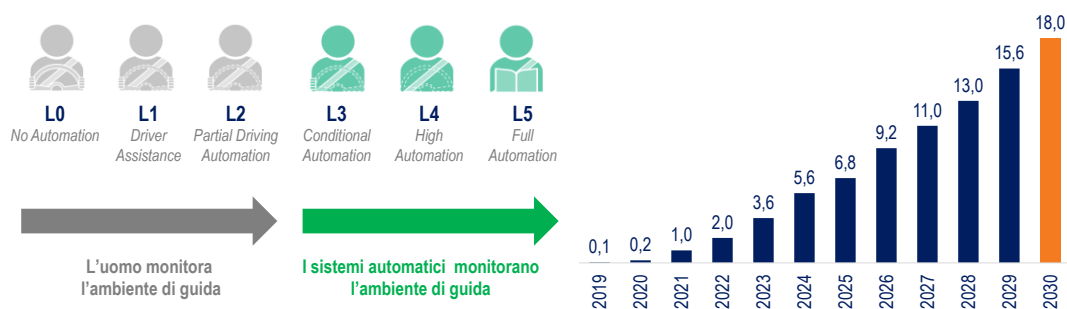 L0
No Automation
L1
Driver
Assistance
L2
Partial Driving
Automation
L3
Conditional
Automation
L4
High
Automation
L5
Full
Automation
L’uomo monitora
l’ambiente di guida
I sistemi automatici monitorano
l’ambiente di guida
0,1
0,2
1,0
2,0
3,6
5,6
6,8
9,2
11,0
13,0
15,6
18,0
2019
2020
2021
2022
2023
2024
2025
2026
2027
2028
2029
2030